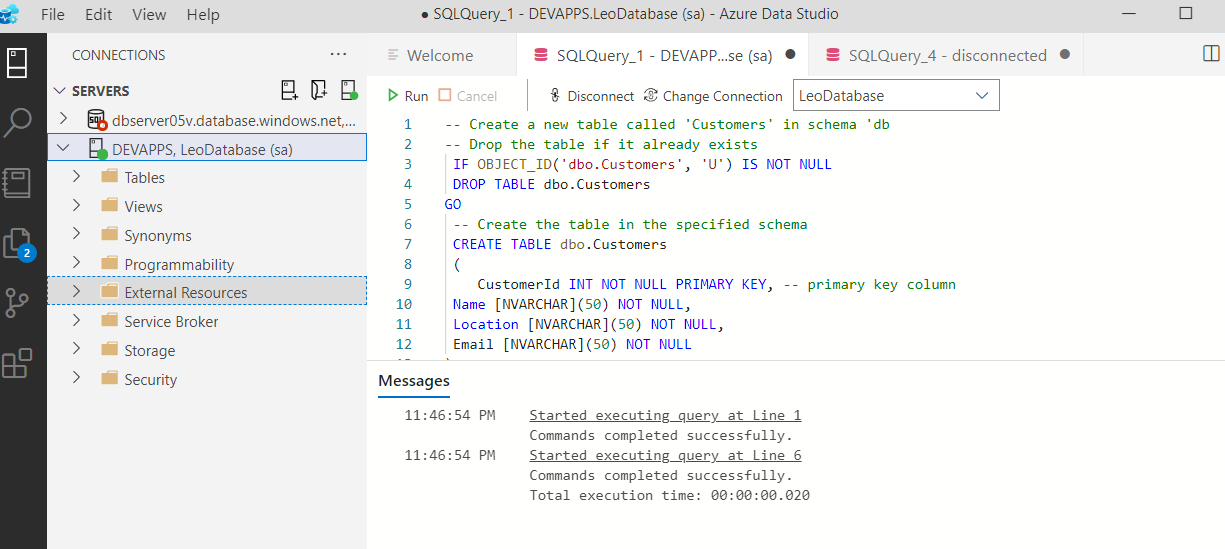 File Edit View Help ● SQLQuery_1 - DEVAPPS.LeoDatabase (sa) - Azure Data Studio
CONNECTIONS ...
SERVERS
dbserver05v.database.windows.net,...
DEVAPPS, LeoDatabase (sa)
Tables
Views
Synonyms
Programmability
External Resources
Service Broker
Storage
Security
2
SQL
Welcome SQLQuery_1 - DEVAPP...se (sa) ● SQLQuery_4 - disconnected ●
Run Cancel Disconnect Change Connection LeoDatabase
1 -- Create a new table called 'Customers' in schema 'db
2 -- Drop the table if it already exists
3 IF OBJECT_ID('dbo.Customers', 'U') IS NOT NULL
4 DROP TABLE dbo.Customers
5 GO
6 -- Create the table in the specified schema
7 CREATE TABLE dbo.Customers
8 (
9 CustomerId INT NOT NULL PRIMARY KEY, -- primary key column
10 Name [NVARCHAR](50) NOT NULL,
11 Location [NVARCHAR](50) NOT NULL,
12 Email [NVARCHAR](50) NOT NULL
Messages
11:46:54 PM Started executing query at Line 1
Commands completed successfully.
11:46:54 PM Started executing query at Line 6
Commands completed successfully.
Total execution time: 00:00:00.020